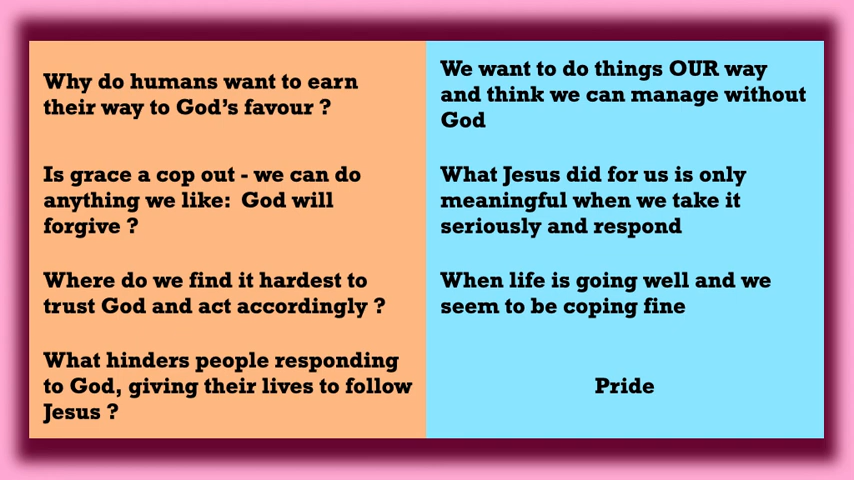 Why do humans want to earn
their way to God's favour ?
We want to do things OUR way
and think we can manage without
God
Is grace a cop out - we can do
anything we like:  God will
forgive ?
What Jesus did for us is only
meaningful when we take it
seriously and respond
Where do we find it hardest to
trust God and act accordingly ?
When life is going well and we
seem to be coping fine
What hinders people responding
to God, giving their lives to follow
Jesus ?
Pride